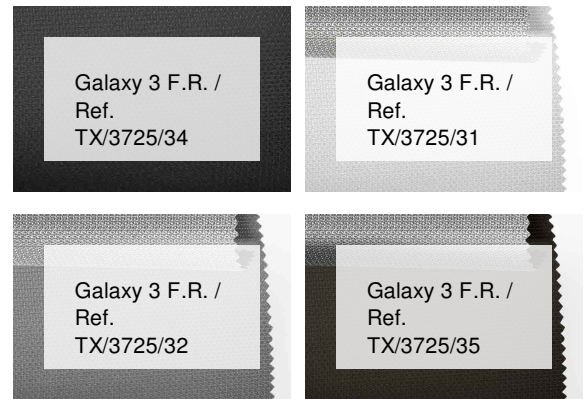 Galaxy 3 F.R. /
Ref.
TX/3725/34
Galaxy 3 F.R. /
Ref.
TX/3725/31
Galaxy 3 F.R. /
Ref.
TX/3725/32
Galaxy 3 F.R. /
Ref.
TX/3725/35